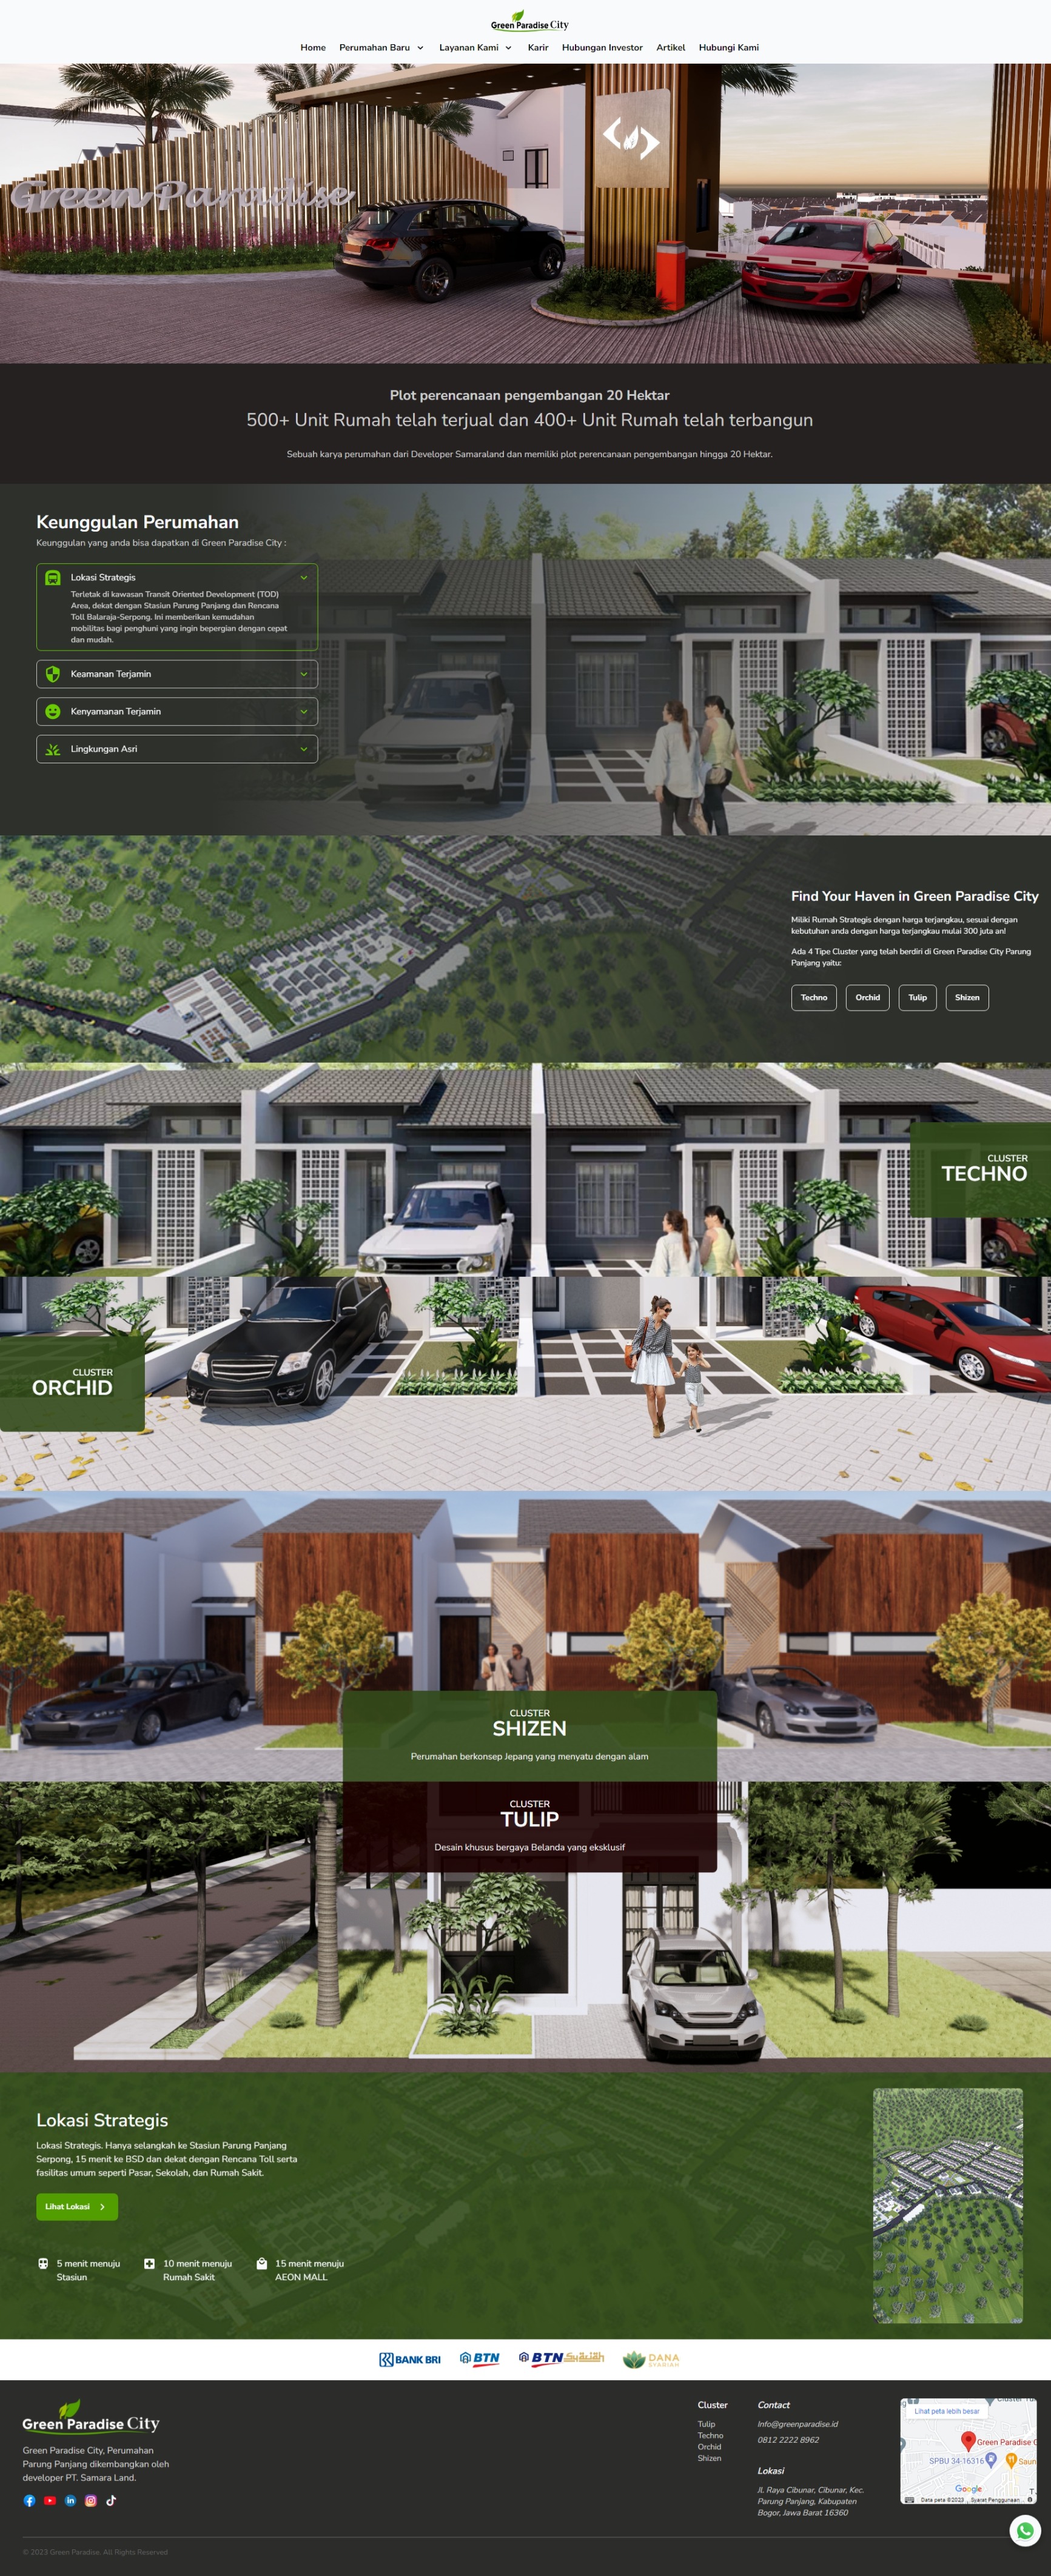 Green Paradise City
Home Perumahan Baru Layanan Kami Karir Hubungan Investor Artikel Hubungi Kami
GreenParadise
Plot perencanaan pengembangan 20 Hektar
500+ Unit Rumah telah terjual dan 400+ Unit Rumah telah terbangun
Sebuah karya perumahan dari Developer Samaraland dan memiliki plot perencanaan pengembangan hingga 20 Hektar.
Keunggulan Perumahan
Keunggulan yang anda bisa dapatkan di Green Paradise City :
Lokasi Strategis
Terletak di kawasan Transit Oriented Development (TOD)
Area, dekat dengan Stasiun Parung Panjang dan Rencana
Toll Balaraja-Serpong. Ini memberikan kemudahan
mobilitas bagi penghuni yang ingin bepergian dengan cepat
dan mudah.
Keamanan Terjamin
Kenyamanan Terjamin
Lingkungan Asri
Find Your Haven in Green Paradise City
Miliki Rumah Strategis dengan harga terjangkau, sesuai dengan
kebutuhan anda dengan harga terjangkau mulai 300 juta an!
Ada 4 Tipe Cluster yang telah berdiri di Green Paradise City Parung
Panjang yaitu:
Techno Orchid Tulip Shizen
CLUSTER
TECHNO
CLUSTER
ORCHID
CLUSTER
SHIZEN
Perumahan berkonsep Jepang yang menyatu dengan alam
CLUSTER
TULIP
Desain khusus bergaya Belanda yang eksklusif
Lokasi Strategis
Lokasi Strategis. Hanya selangkah ke Stasiun Parung Panjang
Serpong, 15 menit ke BSD dan dekat dengan Rencana Toll serta
fasilitas umum seperti Pasar, Sekolah, dan Rumah Sakit.
Lihat Lokasi
5 menit menuju
Stasiun
10 menit menuju
Rumah Sakit
15 menit menuju
AEON MALL
BANK BRI
BTN
BTN Syariah
DANA
SYARIAH
Green Paradise City
Green Paradise City, Perumahan
Parung Panjang dikembangkan oleh
developer PT. Samara Land.
Cluster
Tulip
Techno
Orchid
Shizen
Contact
Info@greenparadise.id
0812 2222 8962
Lokasi
Jl. Raya Cibunar, Cibunar, Kec.
Parung Panjang, Kabupaten
Bogor, Jawa Barat 16360
Lihat peta lebih besar
Green Paradise C
SPBU 34-16316
Saun
Google
Data peta ©2023 Syarat Penggunaan
© 2023 Green Paradise. All Rights Reserved